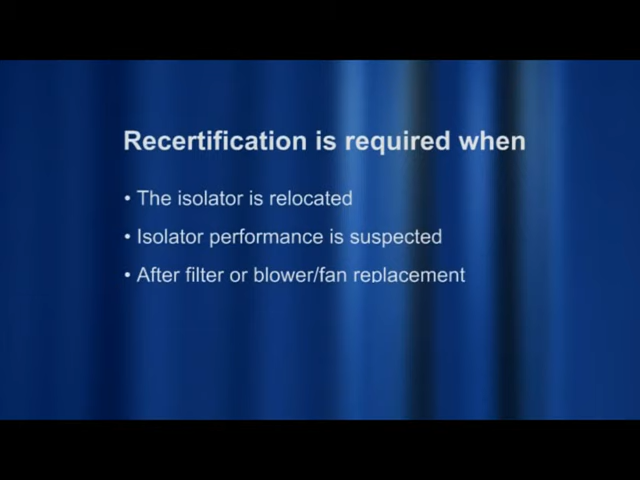 Recertification is required when
• The isolator is relocated
• Isolator performance is suspected
• After filter or blower/fan replacement